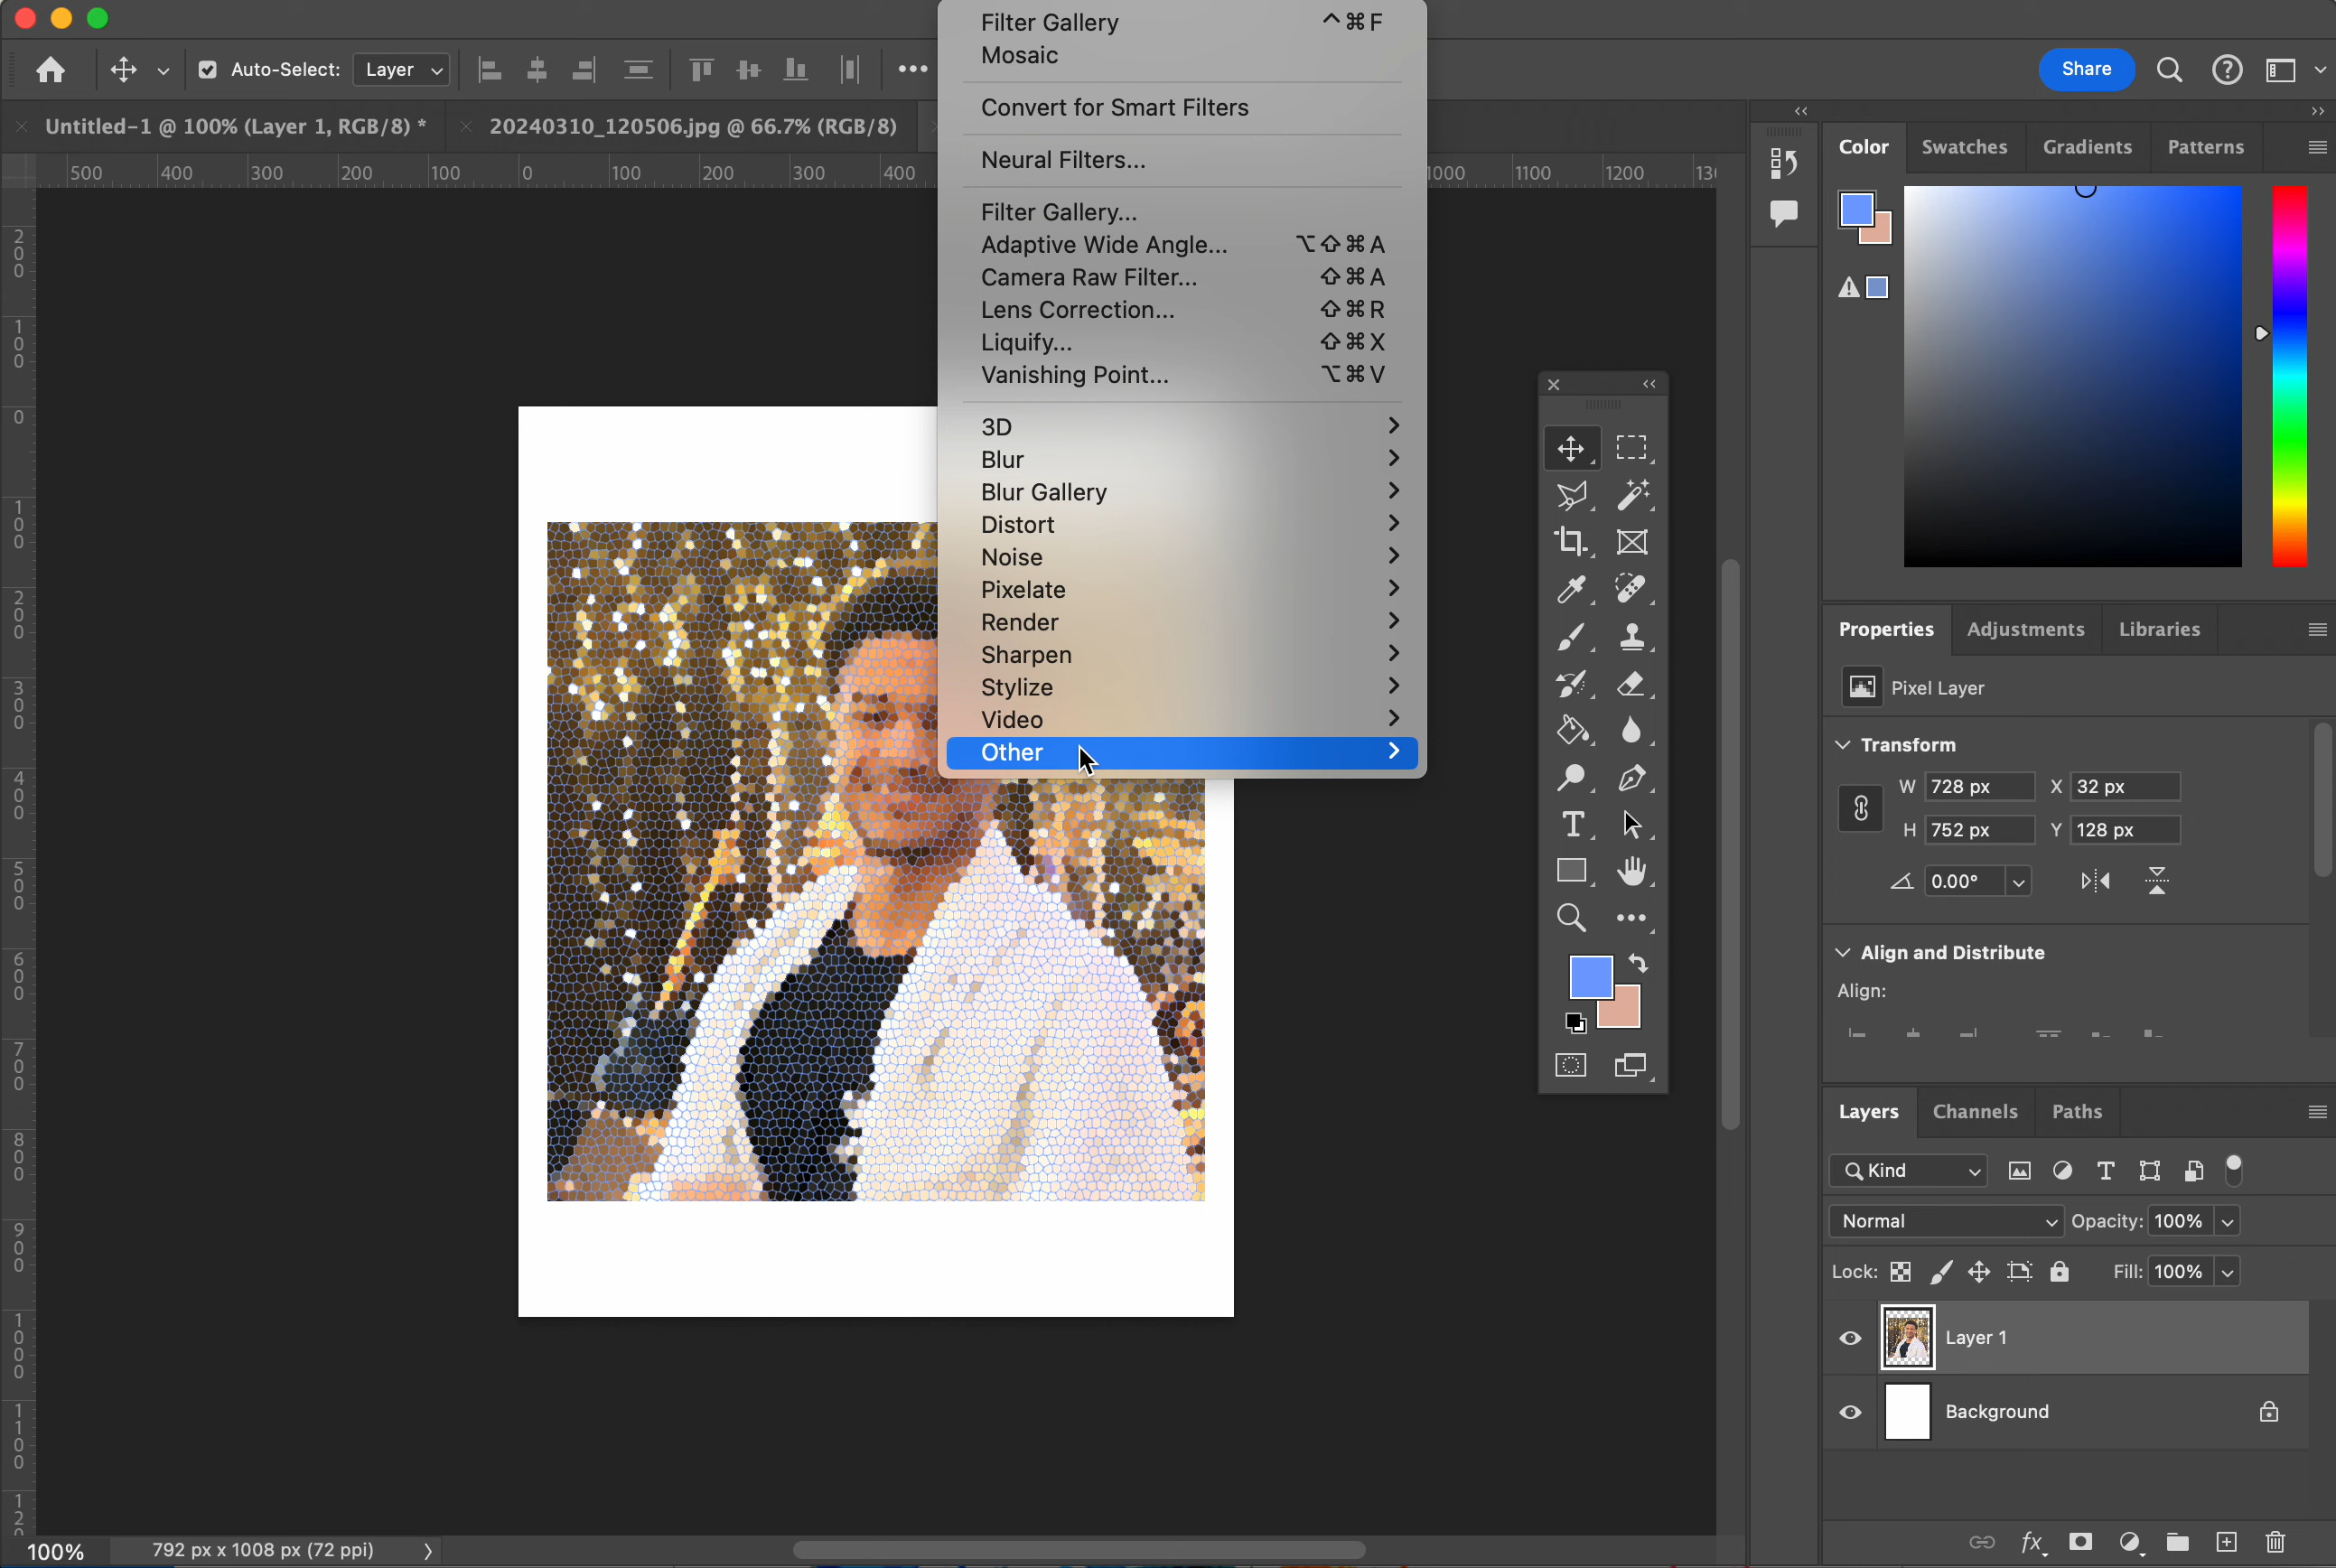 Filter Gallery ^⌘F
Mosaic
Convert for Smart Filters
Neural Filters...
Filter Gallery...
Adaptive Wide Angle... ⌥⇧⌘A
Camera Raw Filter... ⇧⌘A
Lens Correction... ⇧⌘R
Liquify... ⇧⌘X
Vanishing Point... ⌥⌘V
3D
Blur
Blur Gallery
Distort
Noise
Pixelate
Render
Sharpen
Stylize
Video
Other
Auto-Select: Layer
Share
Untitled-1 @ 100% (Layer 1, RGB/8) *
20240310_120506.jpg @ 66.7% (RGB/8)
500 400 300 200 100 0 100 200 300 400 1000 1100 1200
200
100
0
100
200
300
400
500
600
700
800
900
1000
1100
Color Swatches Gradients Patterns
Properties Adjustments Libraries
Pixel Layer
Transform
W 728 px X 32 px
H 752 px Y 128 px
0.00°
Align and Distribute
Align:
Layers Channels Paths
Kind
Normal Opacity: 100%
Lock: Fill: 100%
Layer 1
Background
fx
100% 792 px x 1008 px (72 ppi)